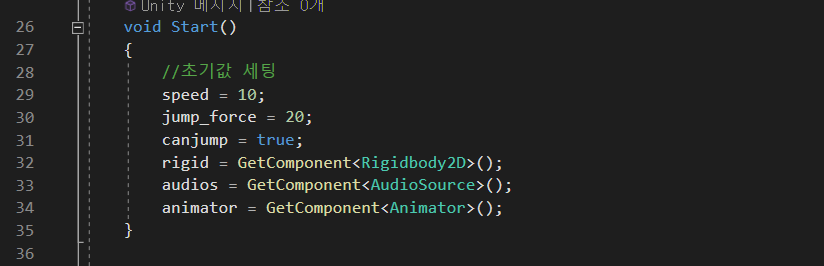 Unity 메시지 | 참조 0개
26 void Start()
27 {
28 //초기값 세팅
29 speed = 10;
30 jump_force = 20;
31 canjump = true;
32 rigid = GetComponent<Rigidbody2D>();
33 audios = GetComponent<AudioSource>();
34 animator = GetComponent<Animator>();
35 }
36